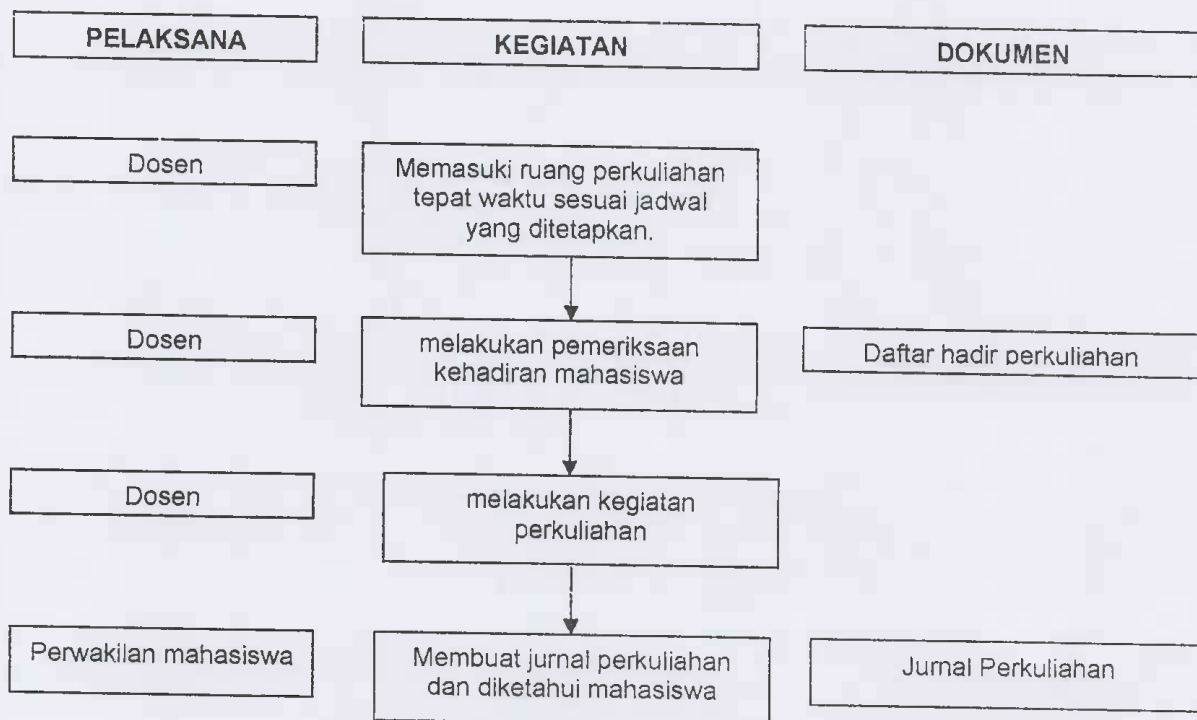 PELAKSANA
KEGIATAN
DOKUMEN
Dosen
Memasuki ruang perkuliahan
tepat waktu sesuai jadwal
yang ditetapkan.
Dosen
melakukan pemeriksaan
kehadiran mahasiswa
Daftar hadir perkuliahan
Dosen
melakukan kegiatan
perkuliahan
Perwakilan mahasiswa
Membuat jurnal perkuliahan
dan diketahui mahasiswa
Jurnal Perkuliahan